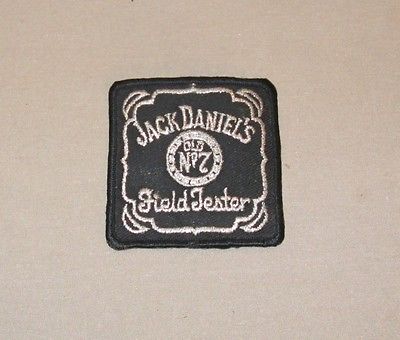 JACK DANIEL'S
OLD
No 7
Field Tester